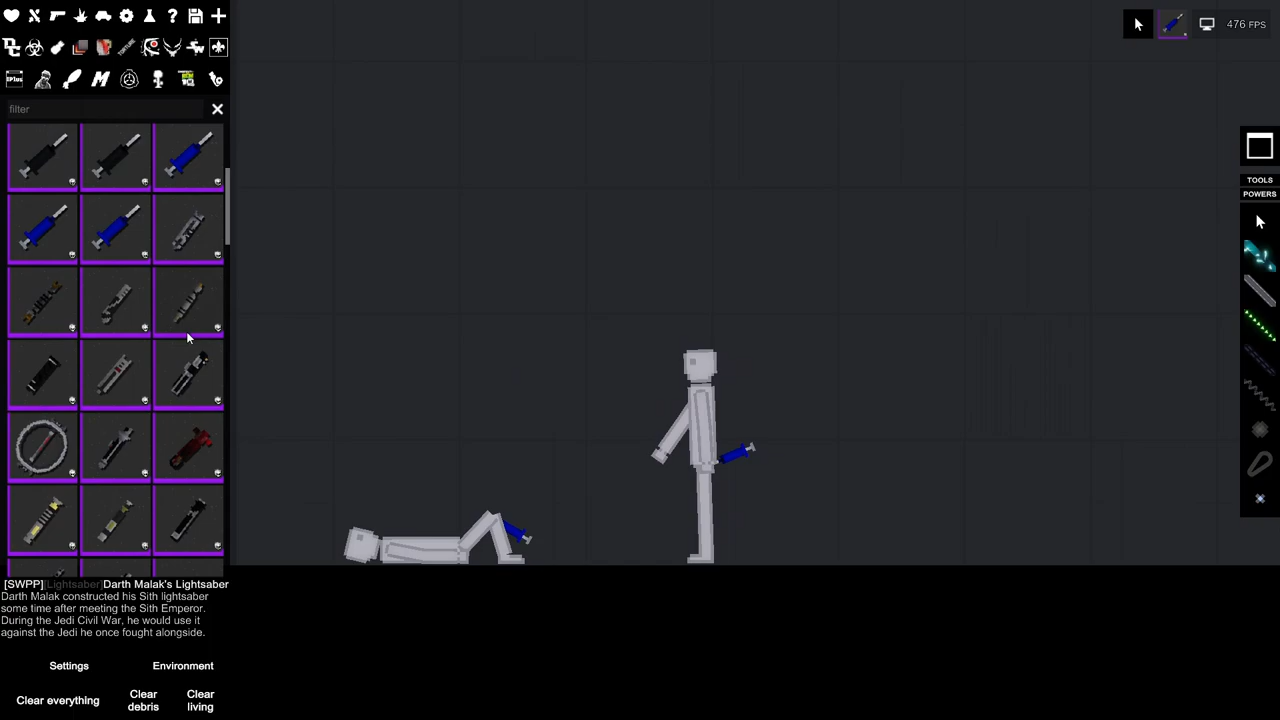 476 FPS
filter
TOOLS
POWERS
[SWPP][Lightsaber]Darth Malak's Lightsaber
Darth Malak constructed his Sith lightsaber
some time after meeting the Sith Emperor.
During the Jedi Civil War, he would use it
against the Jedi he once fought alongside.
Settings
Environment
Clear everything
Clear
debris
Clear
living